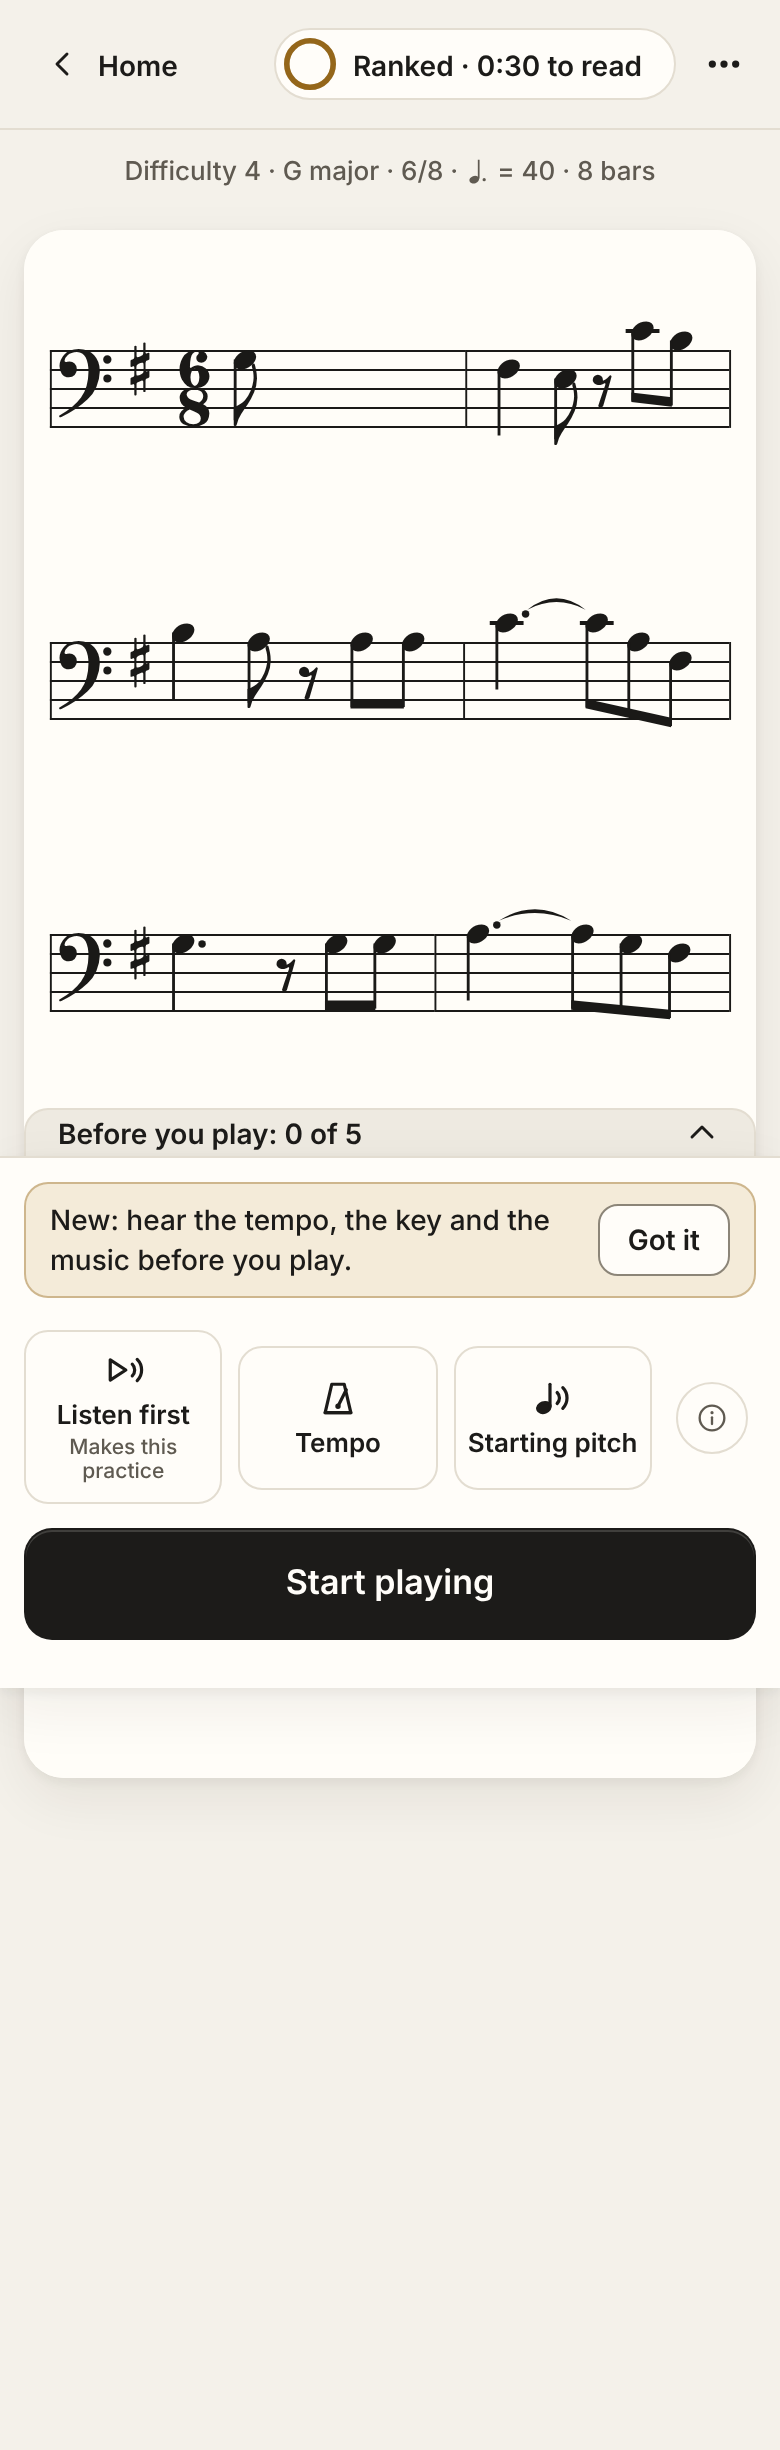 Home
Ranked · 0:30 to read
Difficulty 4 · G major · 6/8 · ♩. = 40 · 8 bars
6
8
Before you play: 0 of 5
New: hear the tempo, the key and the
music before you play.
Got it
Listen first
Makes this
practice
Tempo
Starting pitch
Start playing